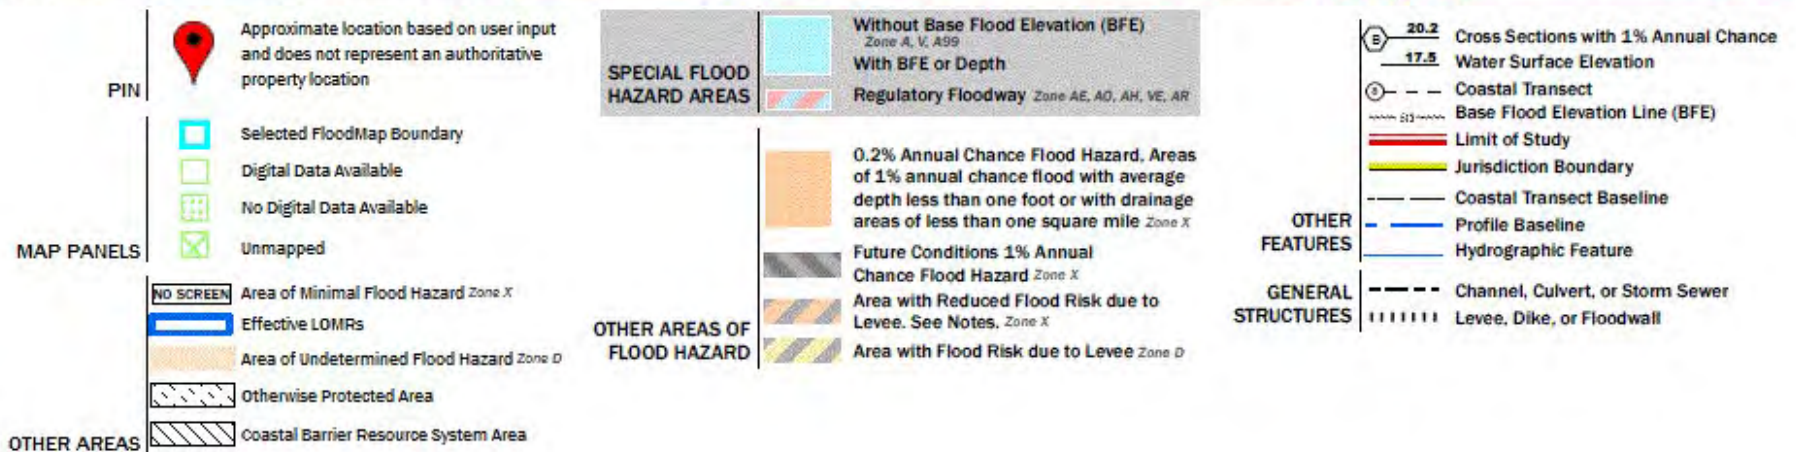 PIN
Approximate location based on user input
and does not represent an authoritative
property location
MAP PANELS
Selected FloodMap Boundary
Digital Data Available
No Digital Data Available
Unmapped
OTHER AREAS
NO SCREEN Area of Minimal Flood Hazard Zone X
Effective LOMRs
Area of Undetermined Flood Hazard Zone D
Otherwise Protected Area
Coastal Barrier Resource System Area
SPECIAL FLOOD
HAZARD AREAS
Without Base Flood Elevation (BFE)
Zone A, V, A99
With BFE or Depth
Regulatory Floodway Zone AE, AO, AH, VE, AR
OTHER AREAS OF
FLOOD HAZARD
0.2% Annual Chance Flood Hazard, Areas
of 1% annual chance flood with average
depth less than one foot or with drainage
areas of less than one square mile Zone X
Future Conditions 1% Annual
Chance Flood Hazard Zone X
Area with Reduced Flood Risk due to
Levee. See Notes. Zone X
Area with Flood Risk due to Levee Zone D
OTHER
FEATURES
B 20.2 Cross Sections with 1% Annual Chance
17.5 Water Surface Elevation
Coastal Transect
Base Flood Elevation Line (BFE)
Limit of Study
Jurisdiction Boundary
Coastal Transect Baseline
Profile Baseline
Hydrographic Feature
GENERAL
STRUCTURES
Channel, Culvert, or Storm Sewer
Levee, Dike, or Floodwall